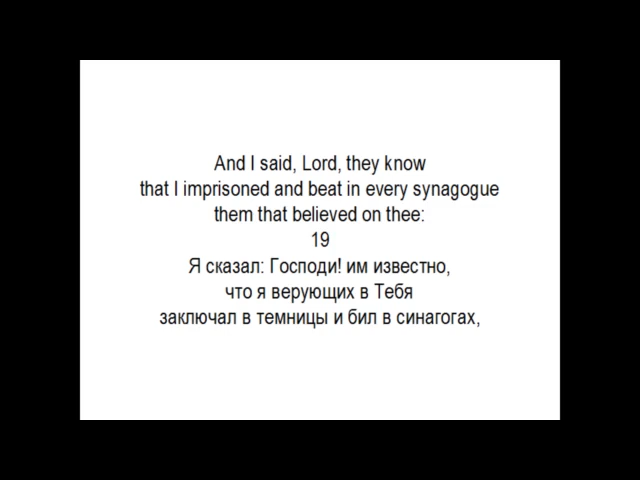 And I said, Lord, they know
that I imprisoned and beat in every synagogue
them that believed on thee:
19
Я сказал: Господи! им известно,
что я верующих в Тебя
заключал в темницы и бил в синагогах,